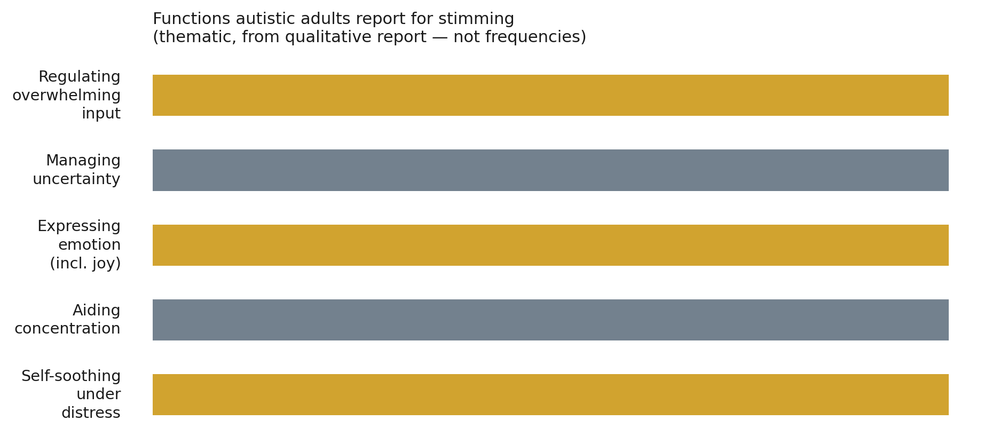 Functions autistic adults report for stimming
(thematic, from qualitative report — not frequencies)
Regulating
overwhelming
input
Managing
uncertainty
Expressing
emotion
(incl. joy)
Aiding
concentration
Self-soothing
under
distress